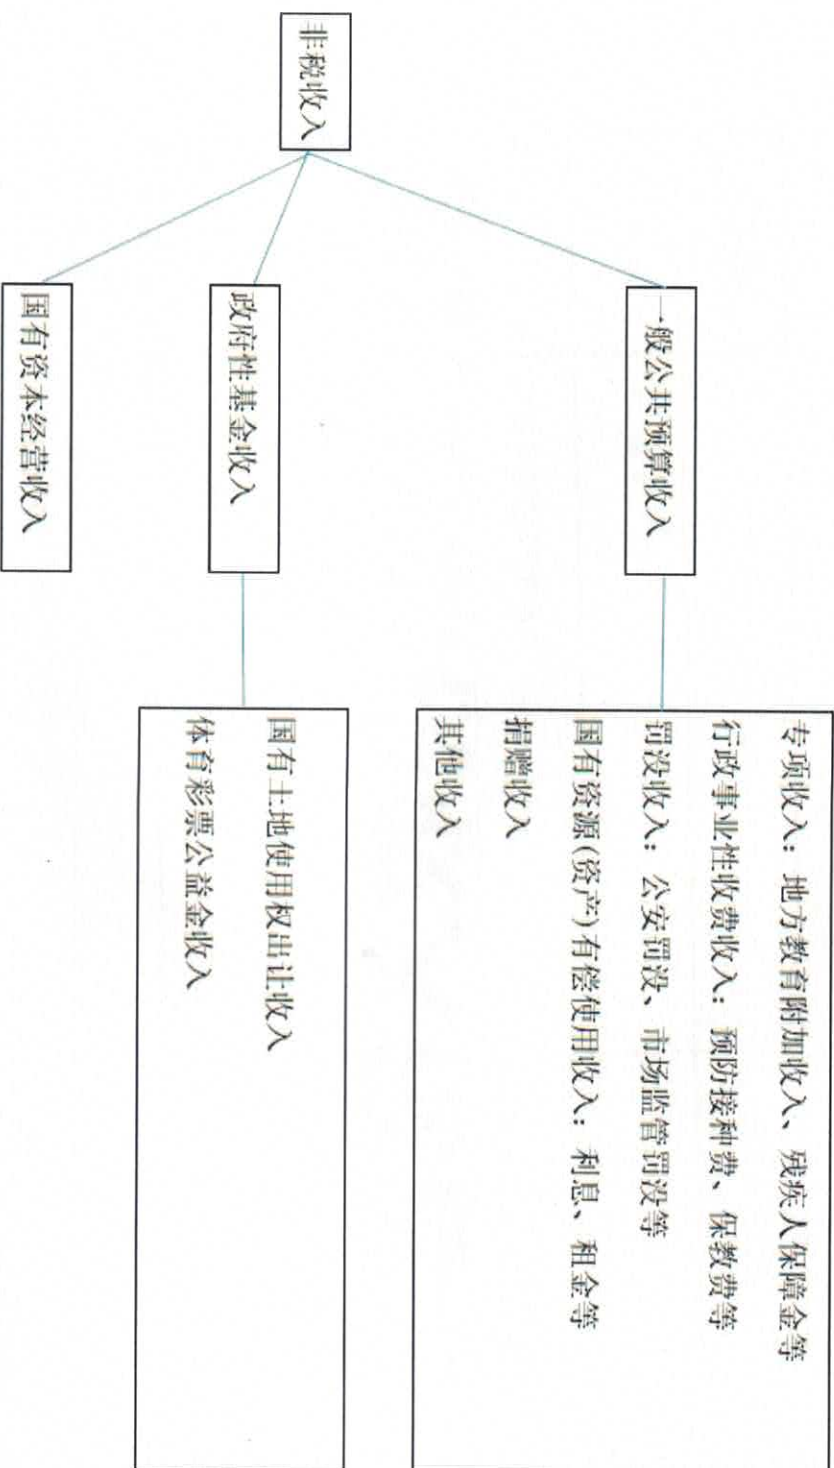 非税收入
一般公共预算收入
专项收入：地方教育附加收入、残疾人保障金等
行政事业性收费收入：预防接种费、保教费等
罚没收入：公安罚没、市场监管罚没等
国有资源(资产)有偿使用收入：利息、租金等
捐赠收入
其他收入
政府性基金收入
国有土地使用权出让收入
体育彩票公益金收入
国有资本经营收入